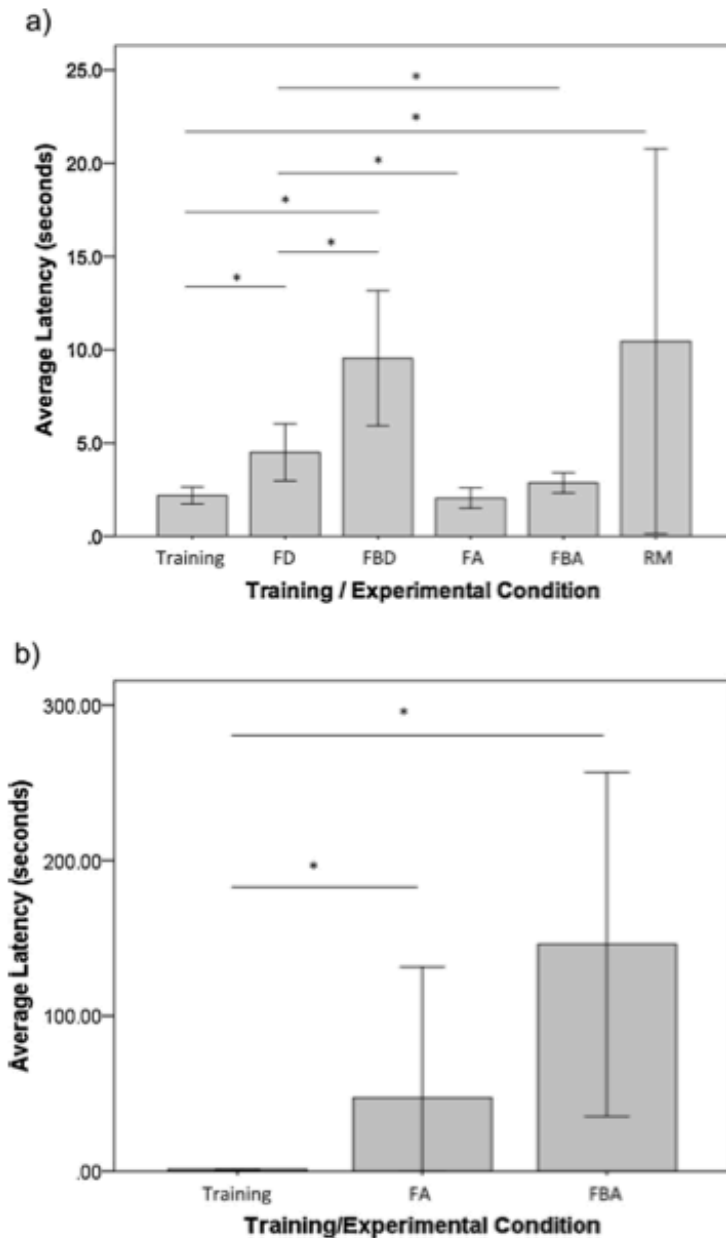 a)
25.0
*
*
20.0
*
*
15.0
*
*
10.0
5.0
.0
Average Latency (seconds)
Training FD FBD FA FBA RM
Training / Experimental Condition
b)
300.00
*
200.00
*
100.00
.00
Average Latency (seconds)
Training FA FBA
Training/Experimental Condition